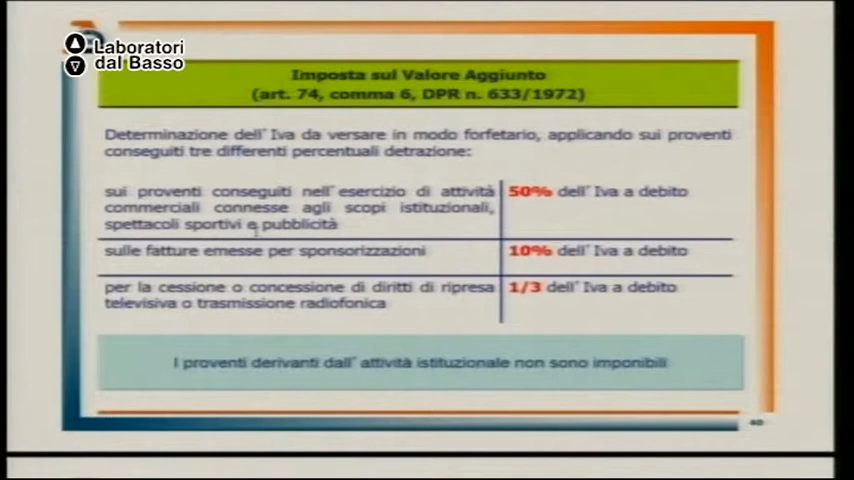 Laboratori
dal Basso
Imposta sul Valore Aggiunto
(art. 74, comma 6, DPR n. 633/1972)
Determinazione dell' Iva da versare in modo forfetario, applicando sui proventi
conseguiti tre differenti percentuali detrazione:
sui proventi conseguiti nell'esercizio di attività
commerciali connesse agli scopi istituzionali,
spettacoli sportivi e pubblicità
50% dell' Iva a debito
sulle fatture emesse per sponsorizzazioni
10% dell' Iva a debito
per la cessione o concessione di diritti di ripresa
televisiva o trasmissione radiofonica
1/3 dell' Iva a debito
I proventi derivanti dall' attività istituzionale non sono imponibili